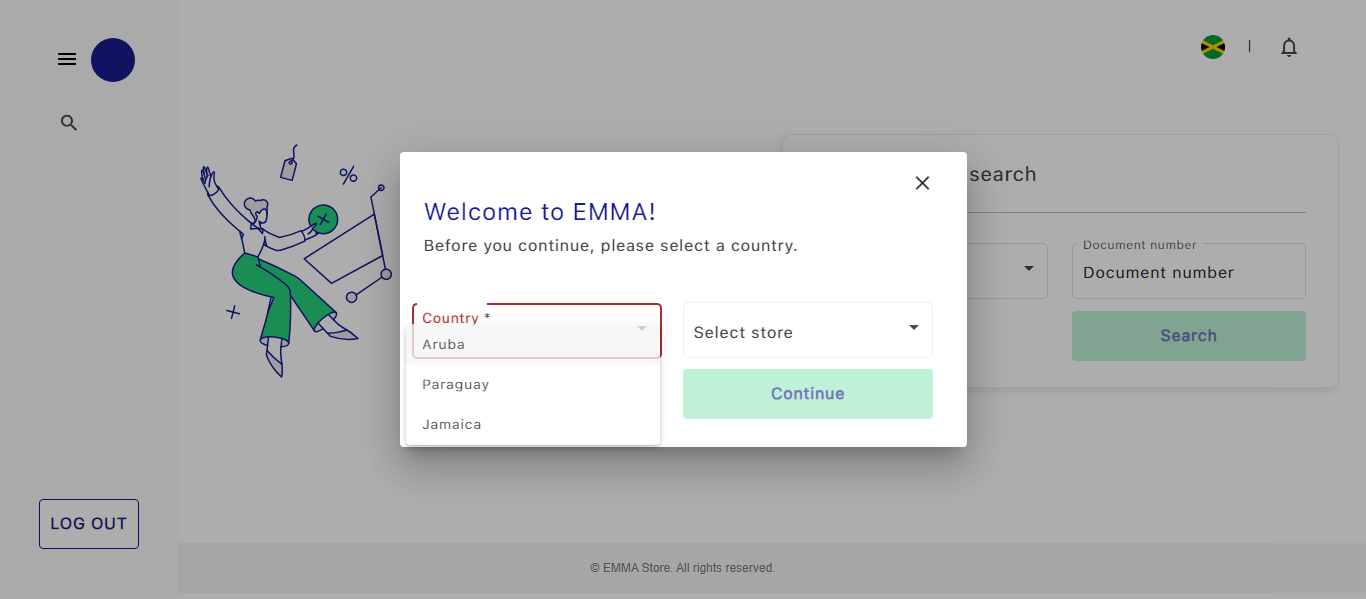 search
Welcome to EMMA!
Before you continue, please select a country.
Document number
Document number
Country *
Select store
Search
Aruba
Paraguay
Continue
Jamaica
LOG OUT
© EMMA Store. All rights reserved.